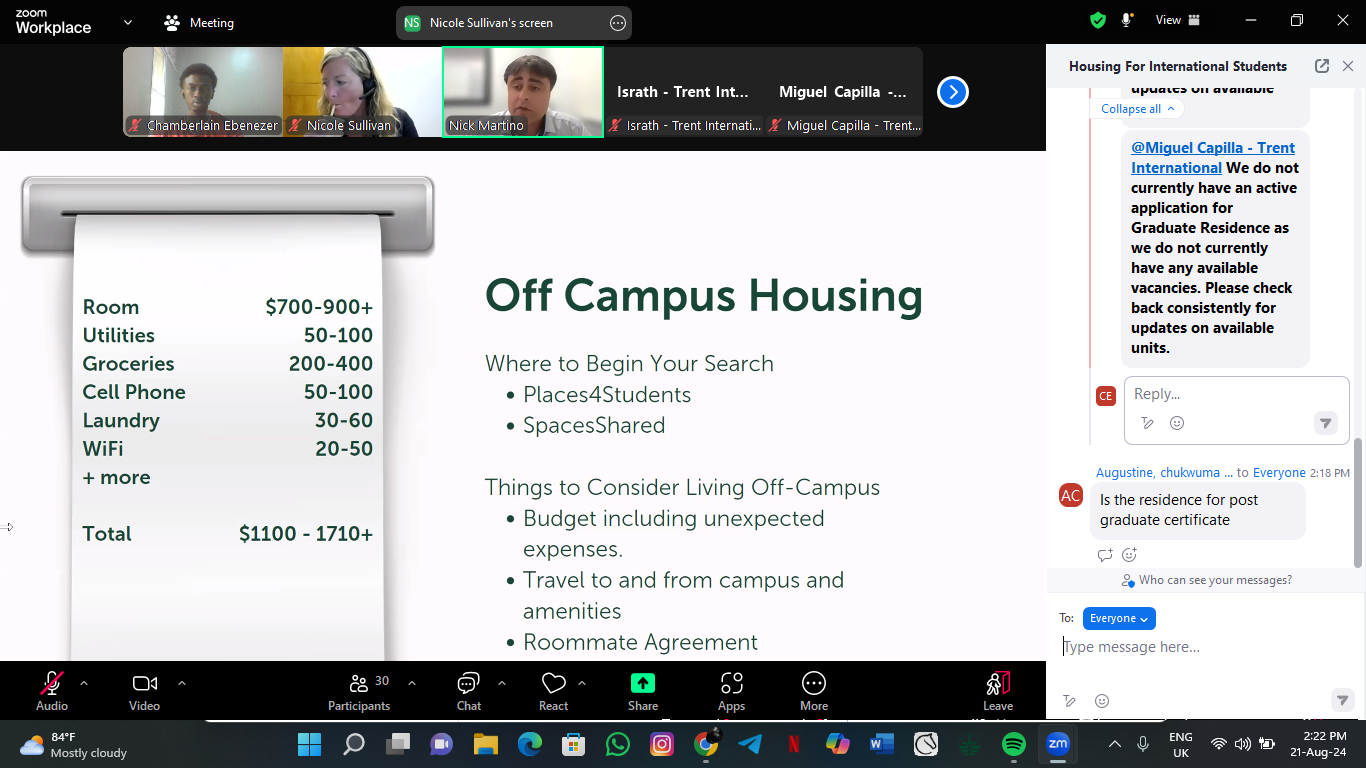 zoom
Workplace
Meeting
NS Nicole Sullivan's screen
View
Chamberlain Ebenezer
Nicole Sullivan
Nick Martino
Israth - Trent Int...
Israth - Trent Internati...
Miguel Capilla -...
Miguel Capilla - Trent...
Room $700-900+
Utilities 50-100
Groceries 200-400
Cell Phone 50-100
Laundry 30-60
WiFi 20-50
+ more
Total $1100 - 1710+
Off Campus Housing
Where to Begin Your Search
• Places4Students
• SpacesShared
Things to Consider Living Off-Campus
• Budget including unexpected
expenses.
• Travel to and from campus and
amenities
• Roommate Agreement
Housing For International Students
updates on available
Collapse all
@Miguel Capilla - Trent
International We do not
currently have an active
application for
Graduate Residence as
we do not currently
have any available
vacancies. Please check
back consistently for
updates on available
units.
CE
Reply...
Augustine, chukwuma ... to Everyone 2:18 PM
AC
Is the residence for post
graduate certificate
Who can see your messages?
To: Everyone
Type message here...
Audio
Video
30
Participants
Chat
React
Share
Apps
More
Leave
84°F
Mostly cloudy
N
W
zm
ENG
UK
2:22 PM
21-Aug-24